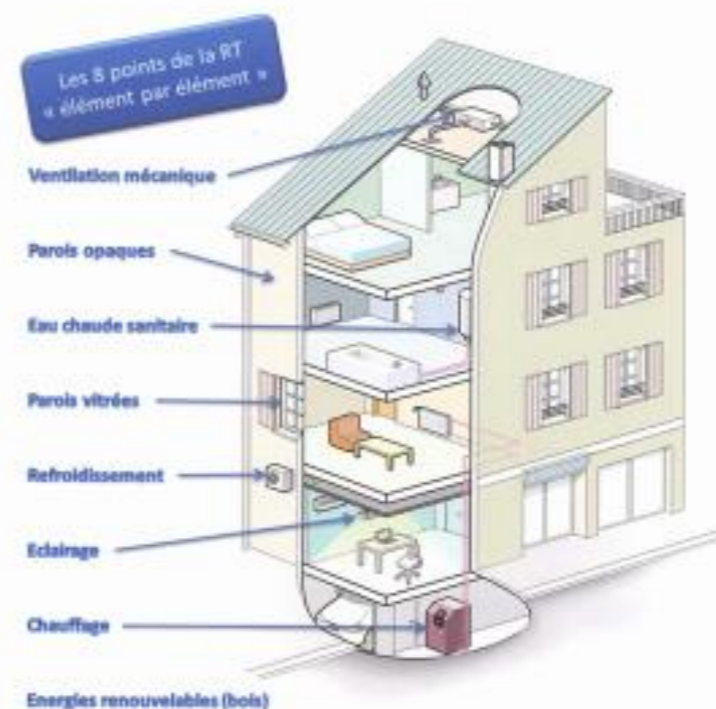 Les 8 points de la RT
« élément par élément »
Ventilation mécanique
Parois opaques
Eau chaude sanitaire
Parois vitrées
Refroidissement
Eclairage
Chauffage
Energies renouvelables (bois)